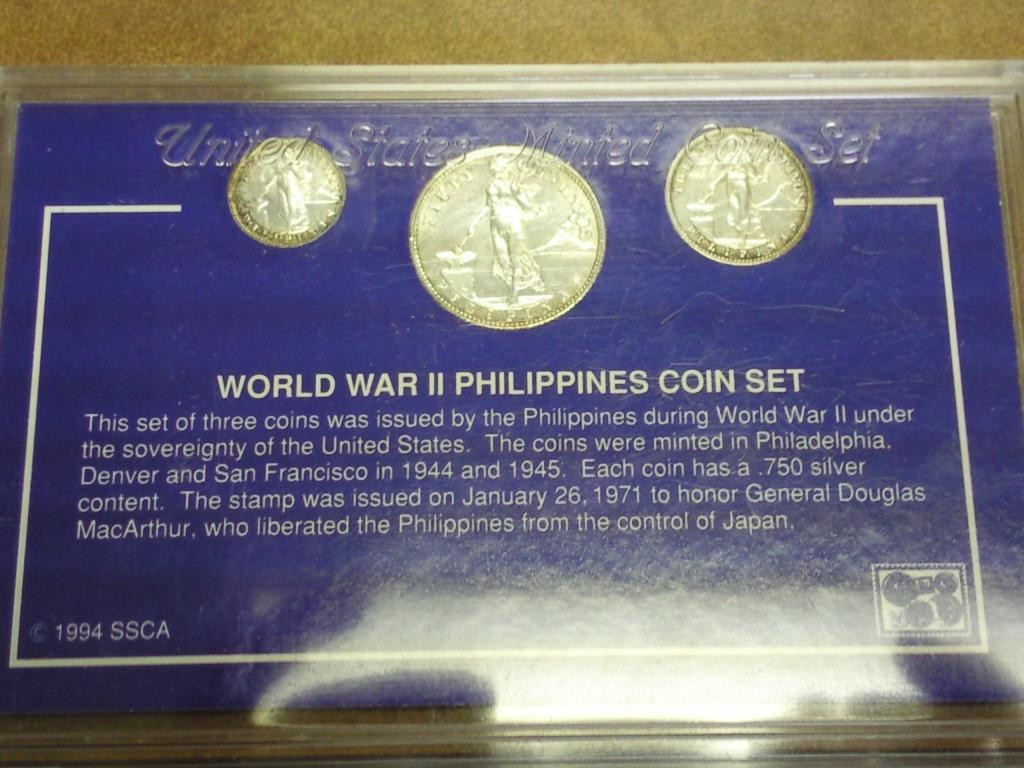 United States Minted Coin Set
WORLD WAR II PHILIPPINES COIN SET
This set of three coins was issued by the Philippines during World War II under
the sovereignty of the United States. The coins were minted in Philadelphia,
Denver and San Francisco in 1944 and 1945. Each coin has a .750 silver
content. The stamp was issued on January 26, 1971 to honor General Douglas
MacArthur, who liberated the Philippines from the control of Japan.
© 1994 SSCA